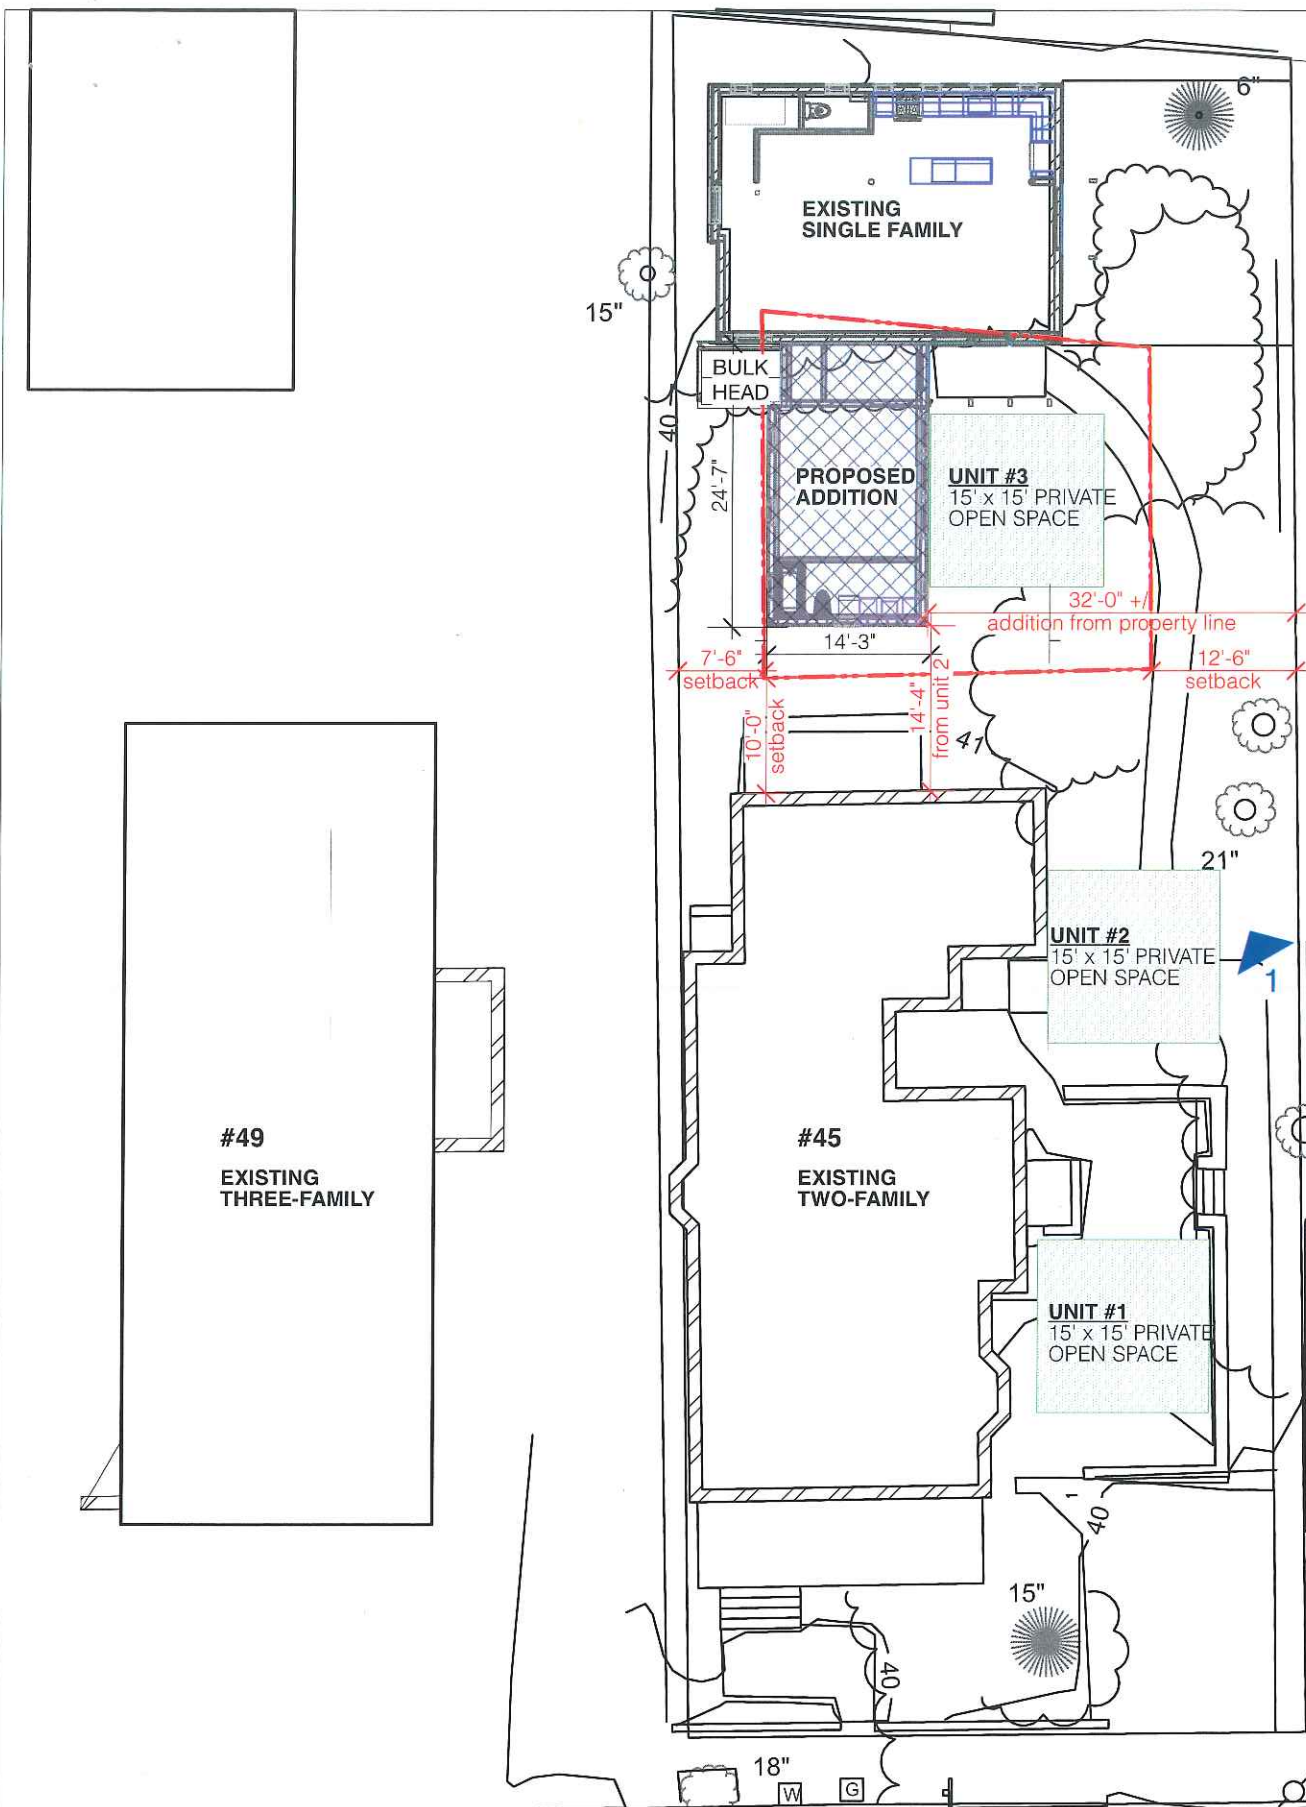 6"
EXISTING
SINGLE FAMILY
15"
BULK
HEAD
40
24'-7"
PROPOSED
ADDITION
UNIT #3
15' x 15' PRIVATE
OPEN SPACE
32'-0" +/
addition from property line
14'-3"
7'-6"
setback
12'-6"
setback
10'-0"
setback
14'-4"
from unit 2
41
21"
UNIT #2
15' x 15' PRIVATE
OPEN SPACE
1
#49
EXISTING
THREE-FAMILY
#45
EXISTING
TWO-FAMILY
UNIT #1
15' x 15' PRIVATE
OPEN SPACE
1
40
15"
40
18"
W
G